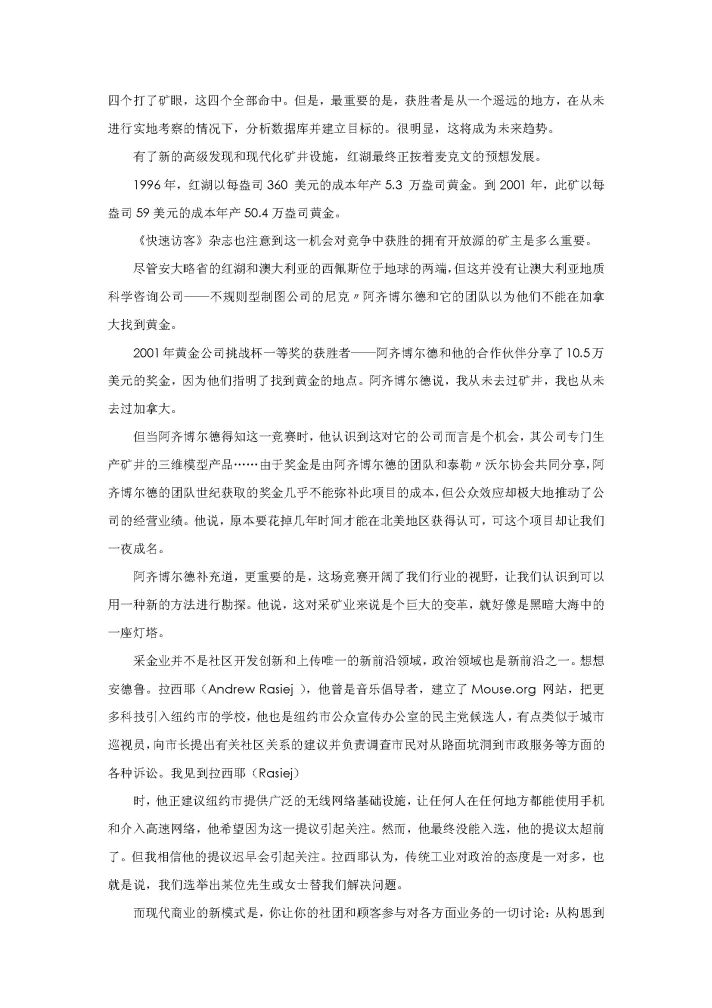 四个打了矿眼，这四个全部命中。但是，最重要的是，获胜者是从一个遥远的地方，在从未
进行实地考察的情况下，分析数据库并建立目标的。很明显，这将成为未来趋势。
有了新的高级发现和现代化矿井设施，红湖最终正按着麦克文的预想发展。
1996 年，红湖以每盎司 360 美元的成本年产 5.3 万盎司黄金。到 2001 年，此矿以每
盎司 59 美元的成本年产 50.4 万盎司黄金。
《快速访客》杂志也注意到这一机会对竞争中获胜的拥有开放源的矿主是多么重要。
尽管安大略省的红湖和澳大利亚的西佩斯位于地球的两端，但这并没有让澳大利亚地质
科学咨询公司——不规则型制图公司的尼克〃阿齐博尔德和它的团队以为他们不能在加拿
大找到黄金。
2001 年黄金公司挑战杯一等奖的获胜者——阿齐博尔德和他的合作伙伴分享了 10.5 万
美元的奖金，因为他们指明了找到黄金的地点。阿齐博尔德说，我从未去过矿井，我也从未
去过加拿大。
但当阿齐博尔德得知这一竞赛时，他认识到这对它的公司而言是个机会，其公司专门生
产矿井的三维模型产品……由于奖金是由阿齐博尔德的团队和泰勒〃沃尔协会共同分享，阿
齐博尔德的团队世纪获取的奖金几乎不能弥补此项目的成本，但公众效应却极大地推动了公
司的经营业绩。他说，原本要花掉几年时间才能在北美地区获得认可，可这个项目却让我们
一夜成名。
阿齐博尔德补充道，更重要的是，这场竞赛开阔了我们行业的视野，让我们认识到可以
用一种新的方法进行勘探。他说，这对采矿业来说是个巨大的变革，就好像是黑暗大海中的
一座灯塔。
采金业并不是社区开发创新和上传唯一的新前沿领域，政治领域也是新前沿之一。想想
安德鲁。拉西耶（Andrew Rasiej ），他曾是音乐倡导者，建立了 Mouse.org 网站，把更
多科技引入纽约市的学校，他也是纽约市公众宣传办公室的民主党候选人，有点类似于城市
巡视员，向市长提出有关社区关系的建议并负责调查市民对从路面坑洞到市政服务等方面的
各种诉讼。我见到拉西耶（Rasiej）
时，他正建议纽约市提供广泛的无线网络基础设施，让任何人在任何地方都能使用手机
和介入高速网络，他希望因为这一提议引起关注。然而，他最终没能入选，他的提议太超前
了。但我相信他的提议迟早会引起关注。拉西耶认为，传统工业对政治的态度是一对多，也
就是说，我们选举出某位先生或女士替我们解决问题。
而现代商业的新模式是，你让你的社团和顾客参与对各方面业务的一切讨论：从构思到